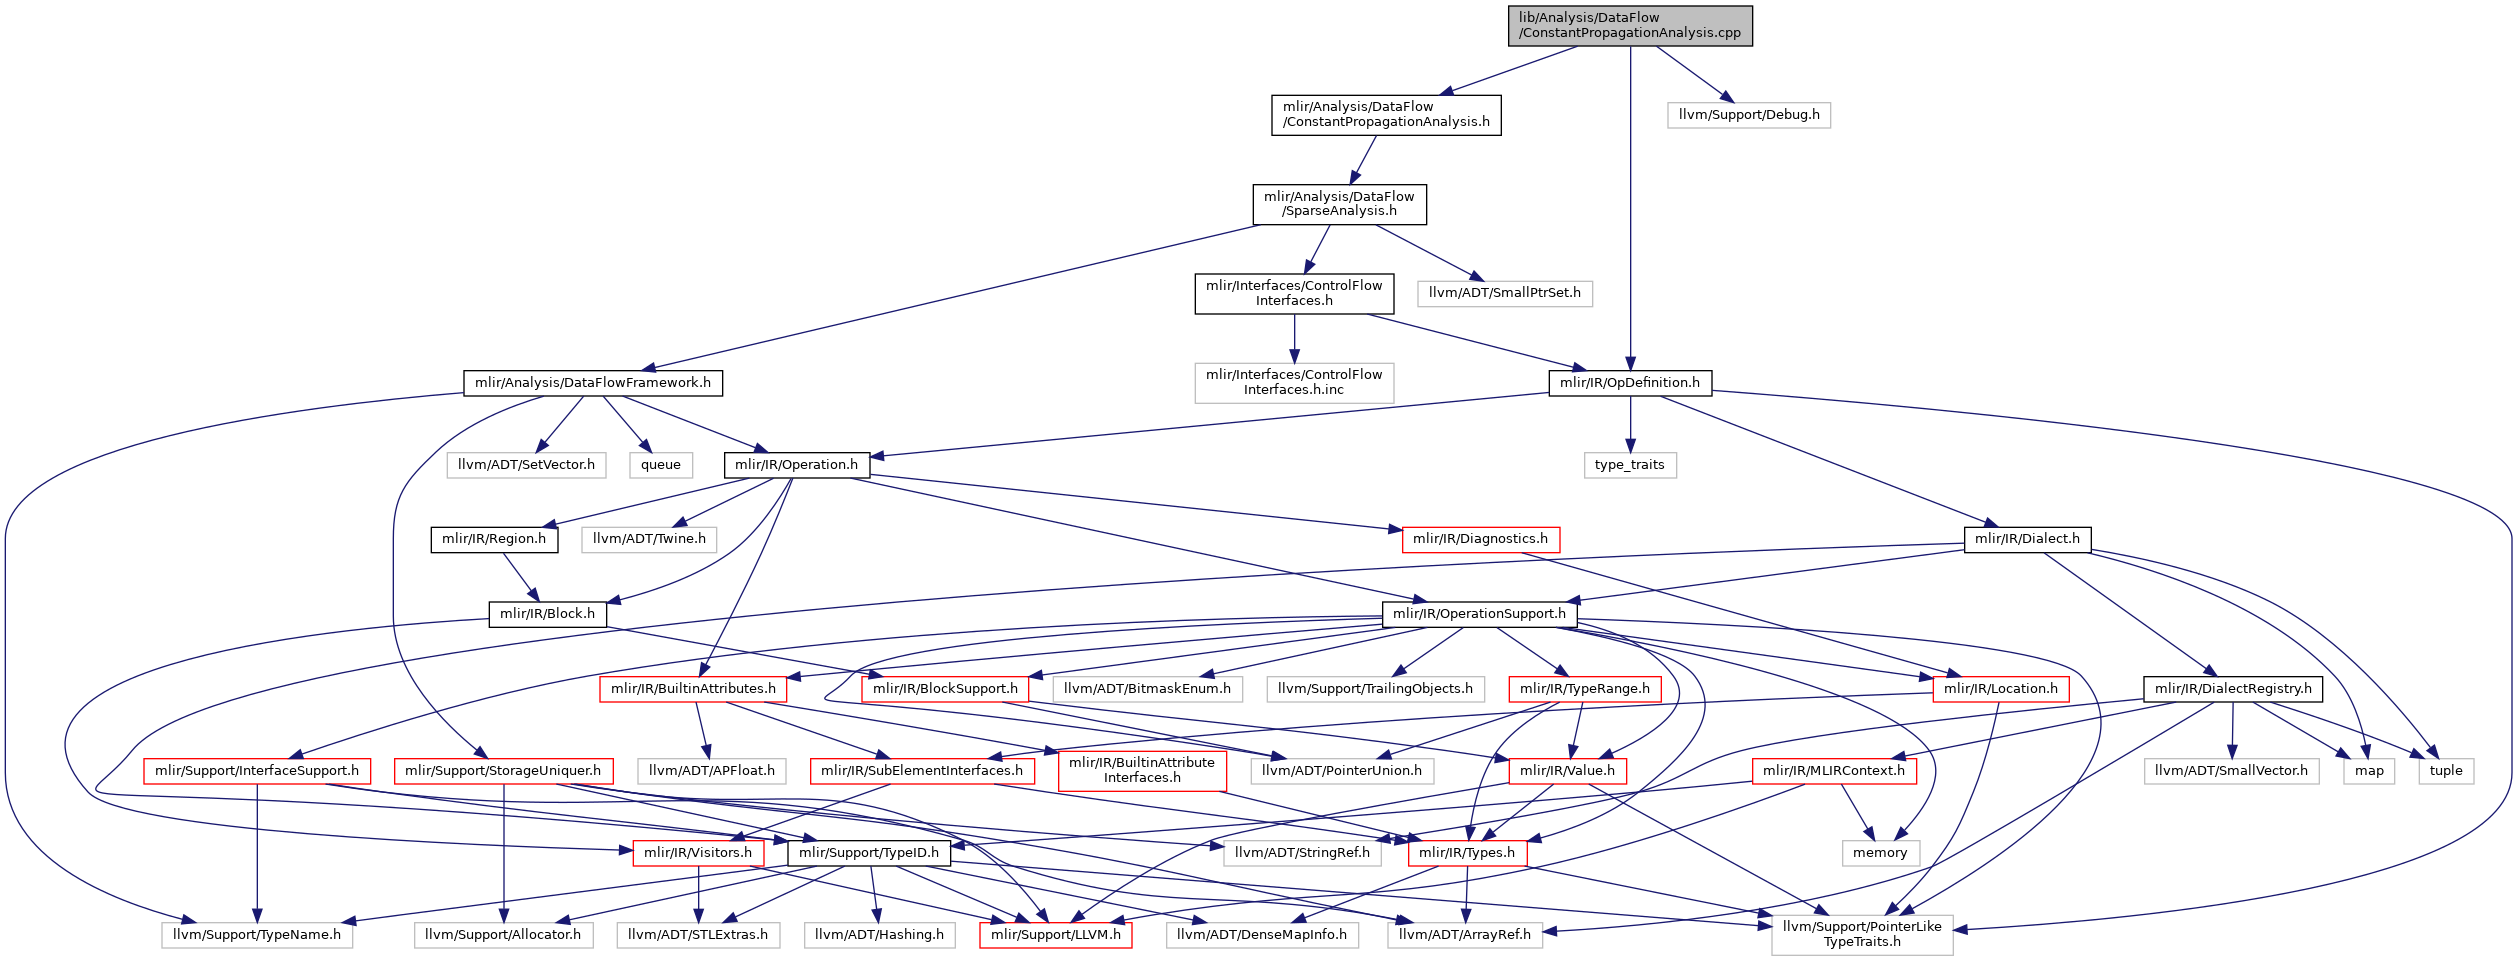 lib/Analysis/DataFlow
/ConstantPropagationAnalysis.cpp
mlir/Analysis/DataFlow
/ConstantPropagationAnalysis.h
llvm/Support/Debug.h
mlir/Analysis/DataFlow
/SparseAnalysis.h
mlir/Interfaces/ControlFlow
Interfaces.h
llvm/ADT/SmallPtrSet.h
mlir/Analysis/DataFlowFramework.h
mlir/Interfaces/ControlFlow
Interfaces.h.inc
mlir/IR/OpDefinition.h
llvm/ADT/SetVector.h
queue
mlir/IR/Operation.h
type_traits
mlir/IR/Region.h
llvm/ADT/Twine.h
mlir/IR/Diagnostics.h
mlir/IR/Dialect.h
mlir/IR/Block.h
mlir/IR/OperationSupport.h
mlir/IR/BuiltinAttributes.h
mlir/IR/BlockSupport.h
llvm/ADT/BitmaskEnum.h
llvm/Support/TrailingObjects.h
mlir/IR/TypeRange.h
mlir/IR/Location.h
mlir/IR/DialectRegistry.h
mlir/Support/InterfaceSupport.h
mlir/Support/StorageUniquer.h
llvm/ADT/APFloat.h
mlir/IR/SubElementInterfaces.h
mlir/IR/BuiltinAttribute
Interfaces.h
llvm/ADT/PointerUnion.h
mlir/IR/Value.h
mlir/IR/MLIRContext.h
llvm/ADT/SmallVector.h
map
tuple
mlir/IR/Visitors.h
mlir/Support/TypeID.h
llvm/ADT/StringRef.h
mlir/IR/Types.h
memory
llvm/Support/TypeName.h
llvm/Support/Allocator.h
llvm/ADT/STLExtras.h
llvm/ADT/Hashing.h
mlir/Support/LLVM.h
llvm/ADT/DenseMapInfo.h
llvm/ADT/ArrayRef.h
llvm/Support/PointerLike
TypeTraits.h